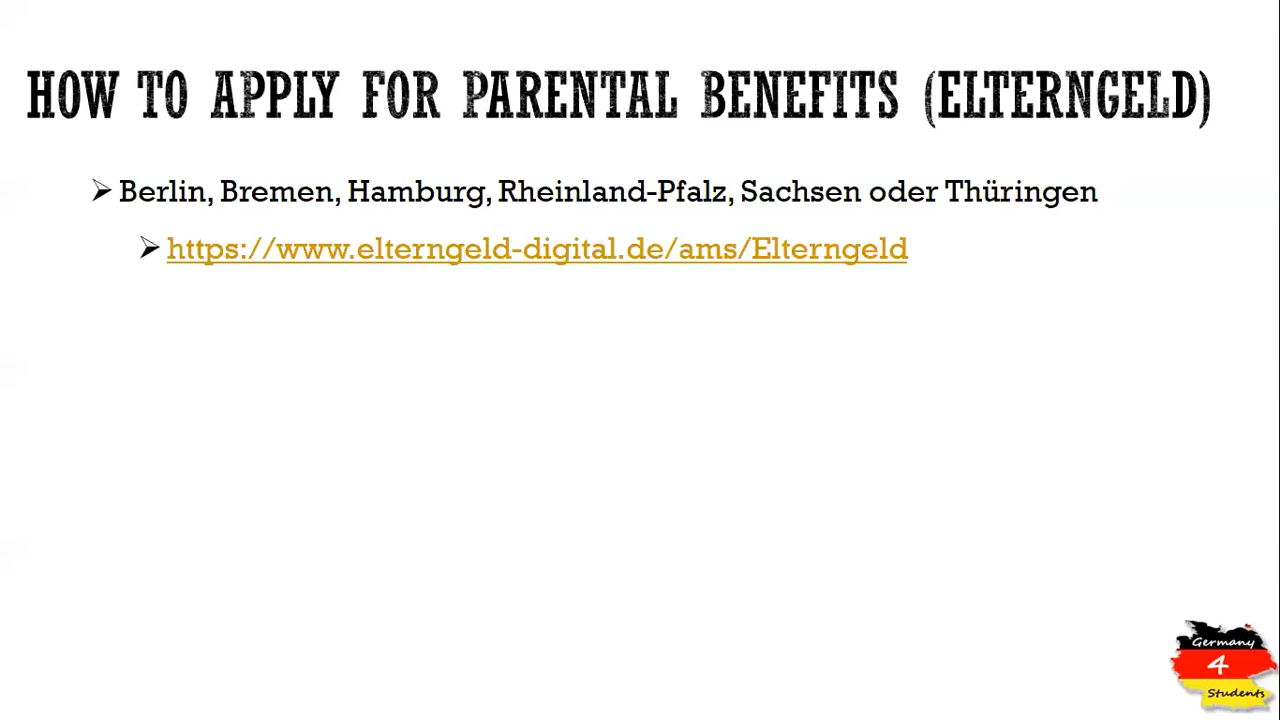 HOW TO APPLY FOR PARENTAL BENEFITS (ELTERNGELD)
Berlin, Bremen, Hamburg, Rheinland-Pfalz, Sachsen oder Thüringen
https://www.elterngeld-digital.de/ams/Elterngeld
Germany
4
Students